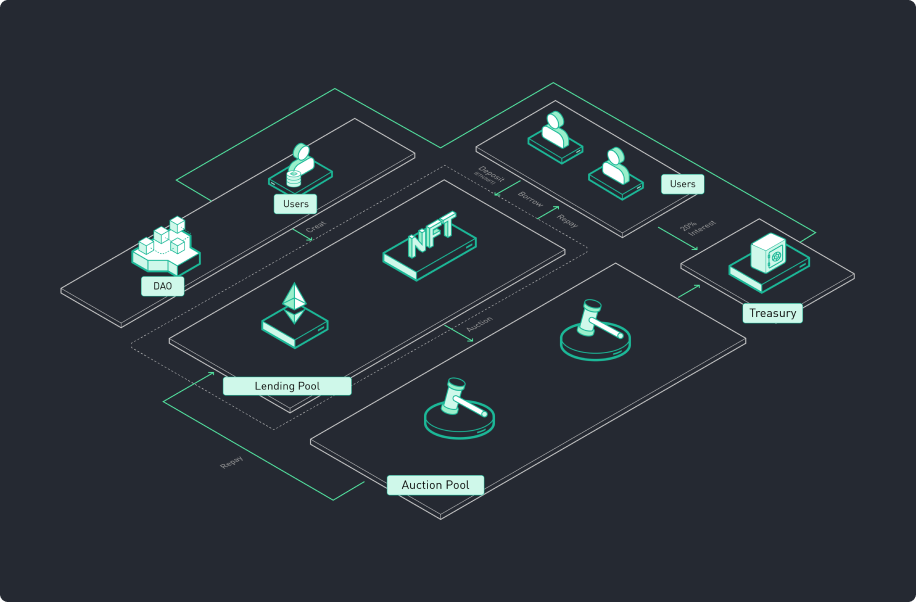 Users
Users
DAO
NFT
Deposit
Borrow
Repay
20%
Interest
Creat
Treasury
Auction
Lending Pool
Repay
Auction Pool